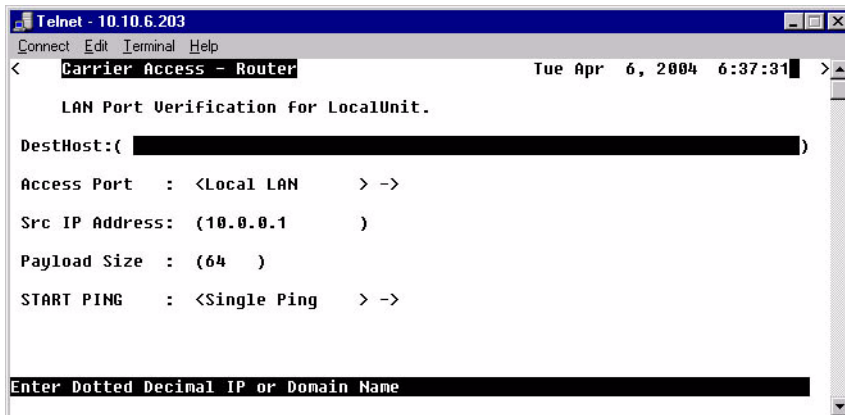 Telnet - 10.10.6.203
Connect Edit Terminal Help
< Carrier Access - Router Tue Apr 6, 2004 6:37:31 >
LAN Port Verification for LocalUnit.
DestHost:( )
Access Port : <Local LAN > ->
Src IP Address: (10.0.0.1 )
Payload Size : (64 )
START PING : <Single Ping > ->
Enter Dotted Decimal IP or Domain Name